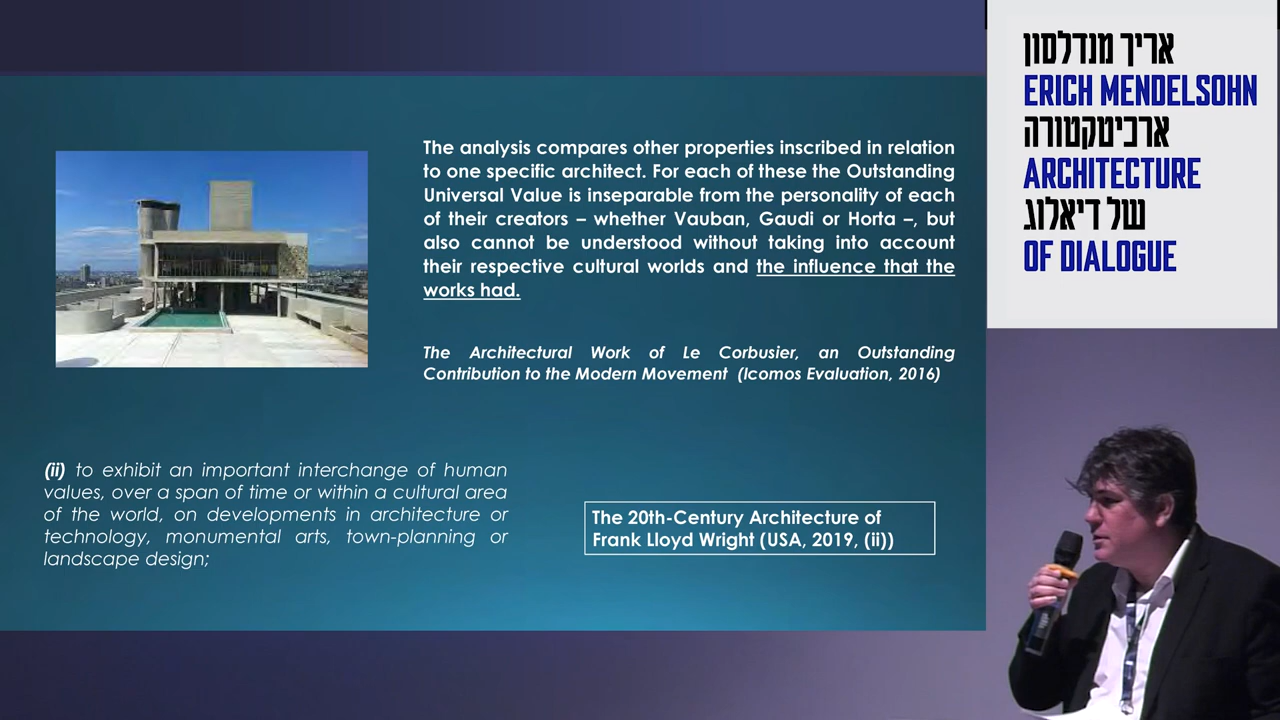 The analysis compares other properties inscribed in relation
to one specific architect. For each of these the Outstanding
Universal Value is inseparable from the personality of each
of their creators – whether Vauban, Gaudi or Horta –, but
also cannot be understood without taking into account
their respective cultural worlds and the influence that the
works had.
The Architectural Work of Le Corbusier, an Outstanding
Contribution to the Modern Movement (Icomos Evaluation, 2016)
(ii) to exhibit an important interchange of human
values, over a span of time or within a cultural area
of the world, on developments in architecture or
technology, monumental arts, town-planning or
landscape design;
The 20th-Century Architecture of
Frank Lloyd Wright (USA, 2019, (ii))
אריך מנדלסון
ERICH MENDELSOHN
ארכיטקטורה
ARCHITECTURE
של דיאלוג
OF DIALOGUE